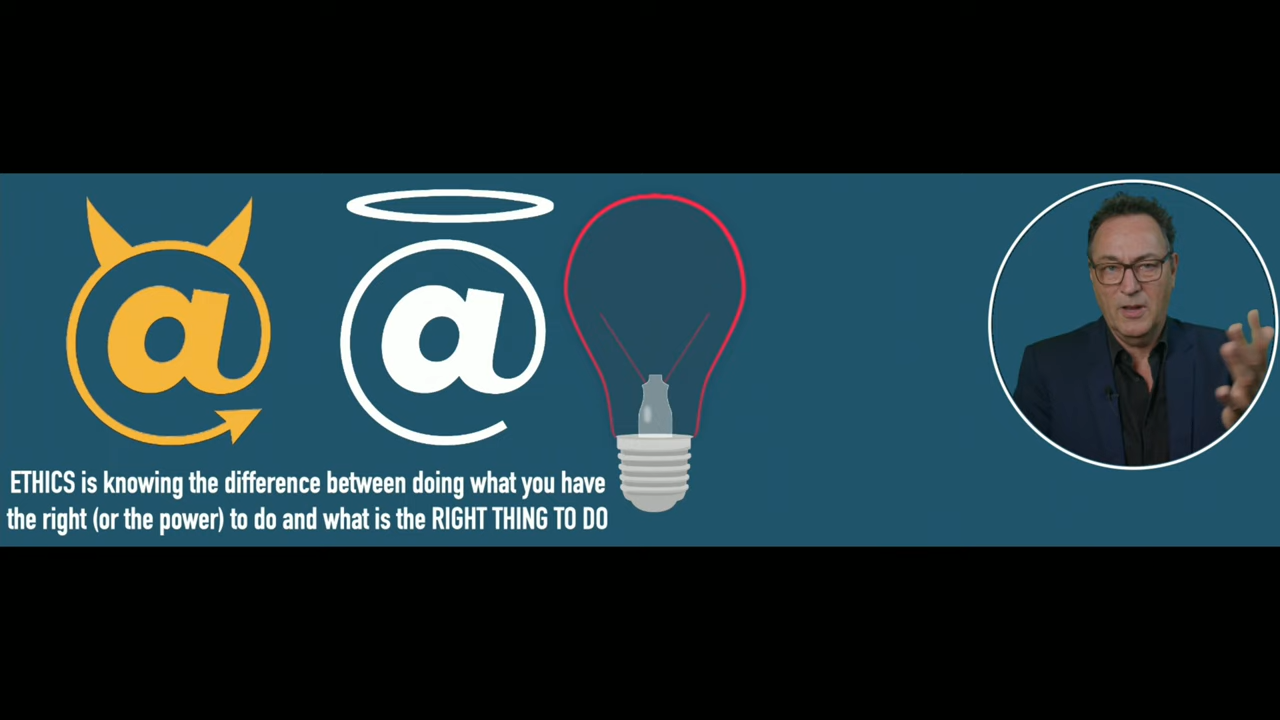 @ @
ETHICS is knowing the difference between doing what you have
the right (or the power) to do and what is the RIGHT THING TO DO